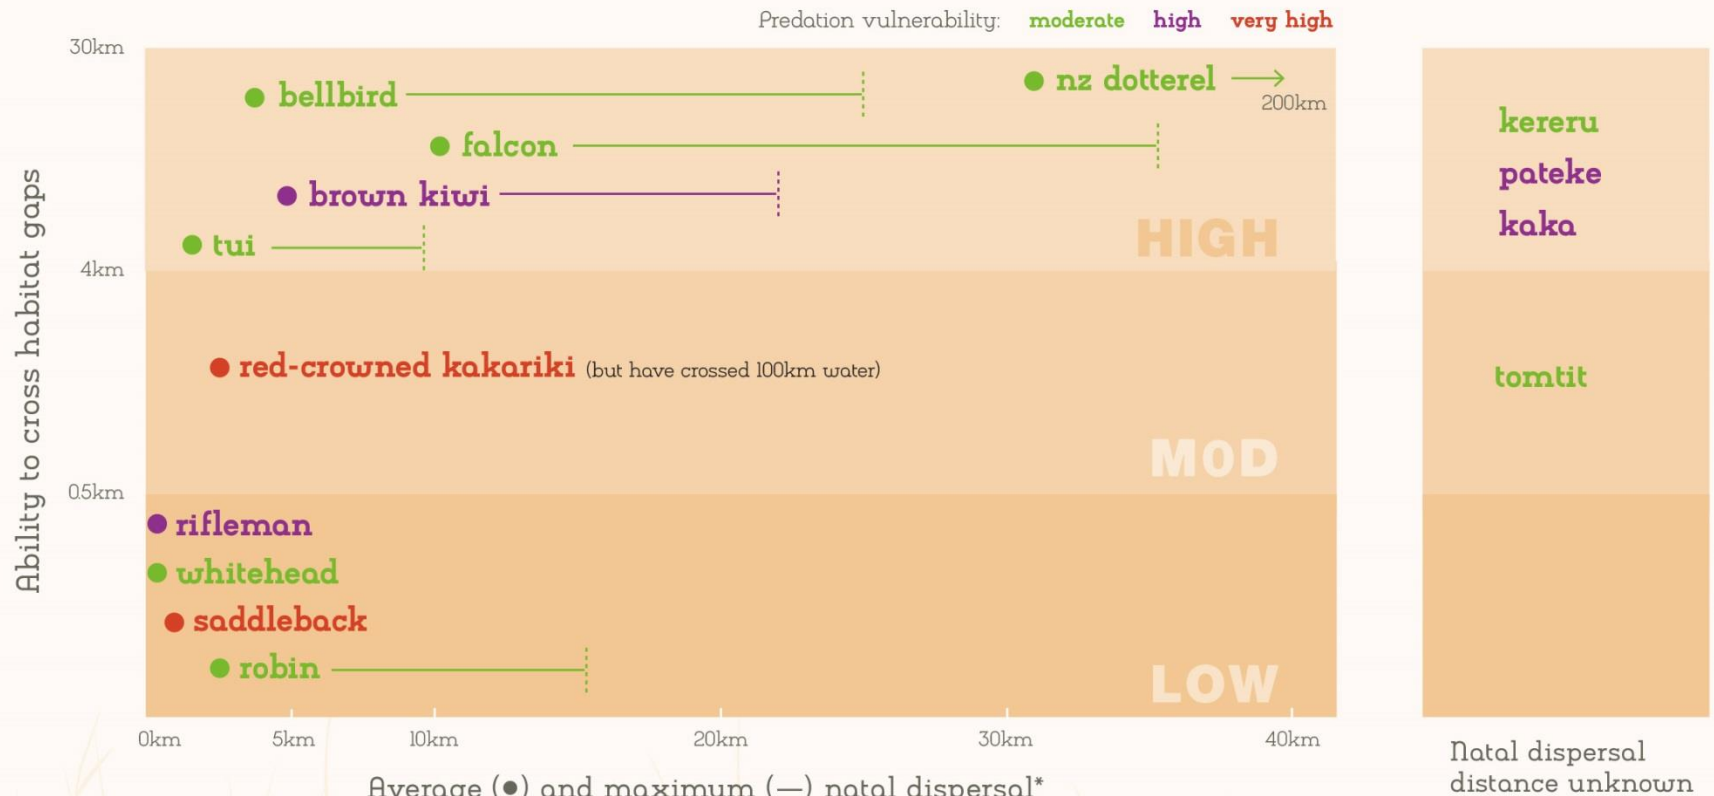 Predation vulnerability: moderate high very high
30km
bellbird
nz dotterel
200km
falcon
brown kiwi
tui
HIGH
4km
red-crowned kakariki (but have crossed 100km water)
MOD
0.5km
rifleman
whitehead
saddleback
robin
LOW
0km 5km 10km 20km 30km 40km
Average (●) and maximum (—) natal dispersal*
Ability to cross habitat gaps
kereru
pateke
kaka
tomtit
Natal dispersal
distance unknown